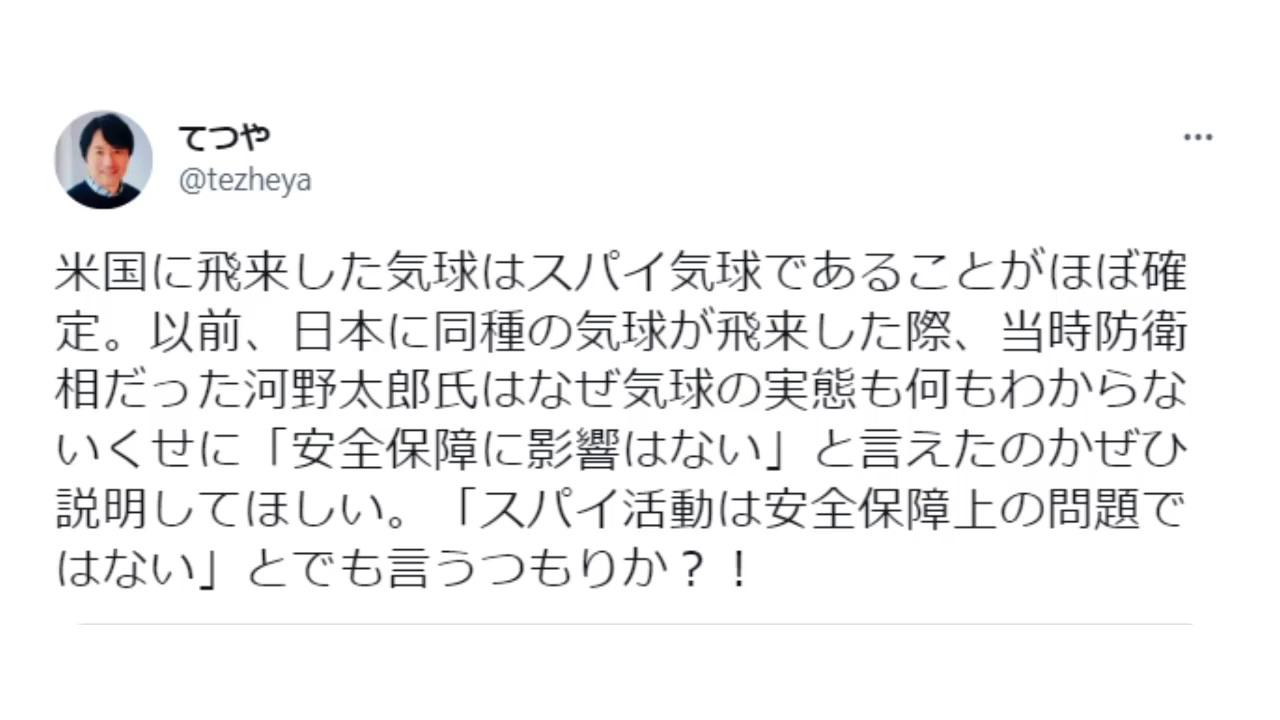 てつや
@tezheya
米国に飛来した気球はスパイ気球であることがほぼ確
定。以前、日本に同種の気球が飛来した際、当時防衛
相だった河野太郎氏はなぜ気球の実態も何もわからな
いくせに「安全保障に影響はない」と言えたのかぜひ
説明してほしい。「スパイ活動は安全保障上の問題で
はない」とでも言うつもりか？！